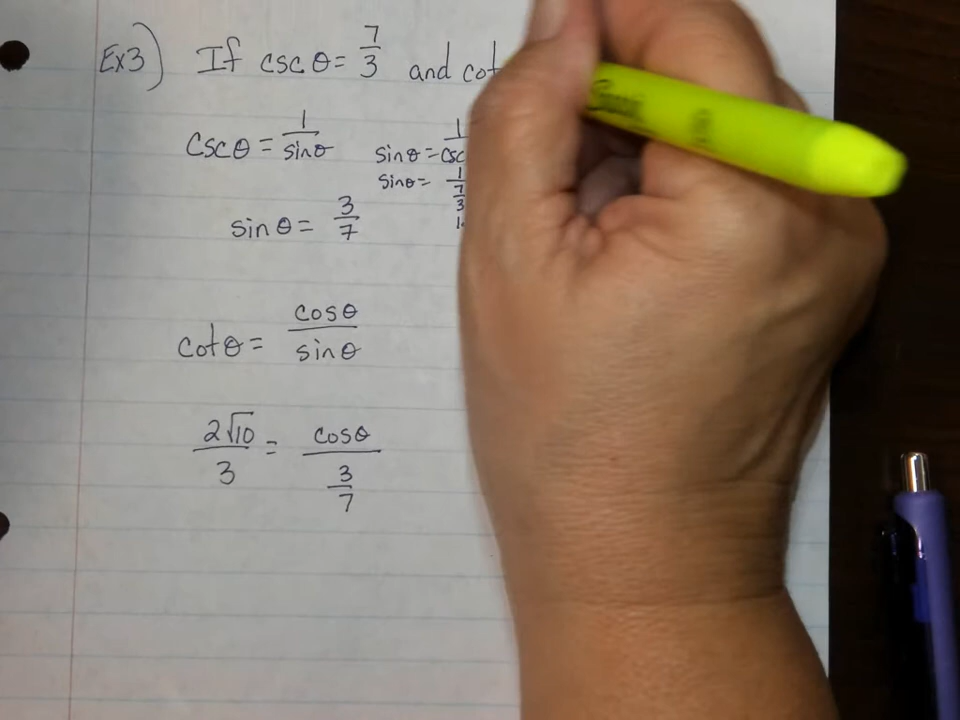 Ex3) If csc θ = 7/3 and cot
csc θ = 1/sin θ
sin θ = 1/csc
sin θ = 1/(7/3)
sin θ = 3/7
cot θ = cos θ/sin θ
2√10/3 = cos θ/(3/7)